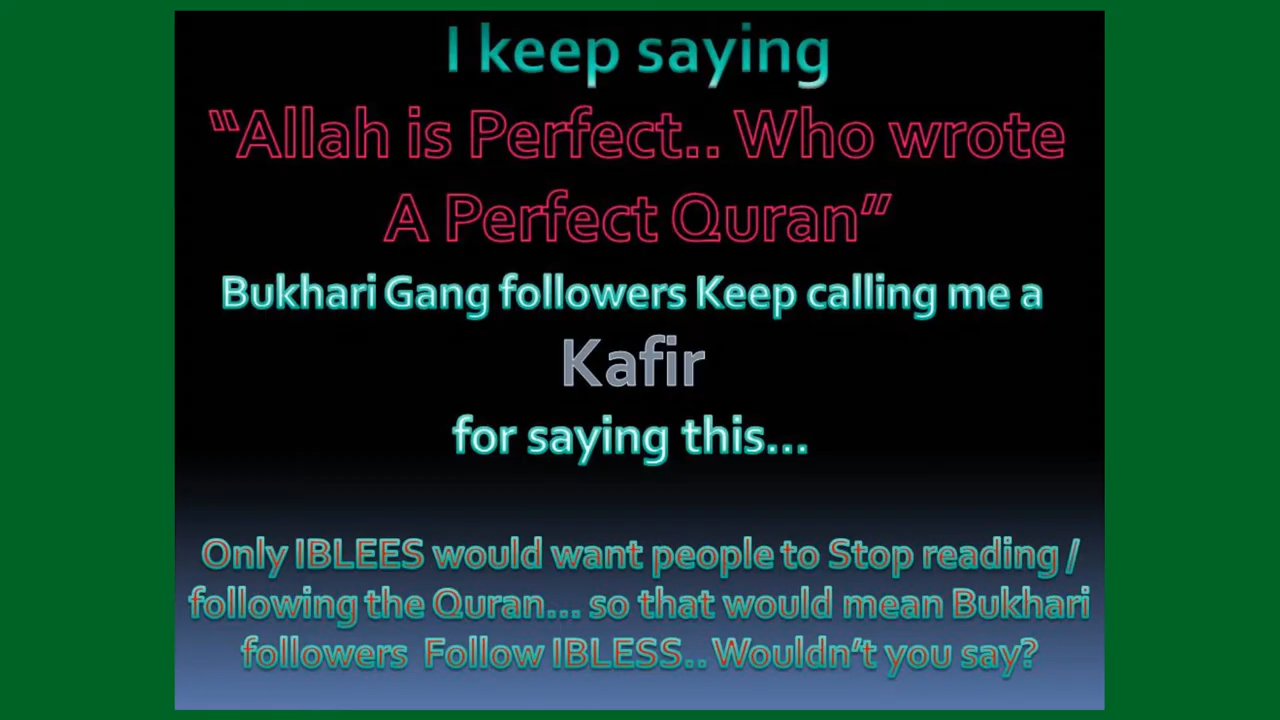 I keep saying
“Allah is Perfect.. Who wrote
A Perfect Quran”
Bukhari Gang followers Keep calling me a
Kafir
for saying this...
Only IBLEES would want people to Stop reading /
following the Quran... so that would mean Bukhari
followers Follow IBLESS.. Wouldn’t you say?